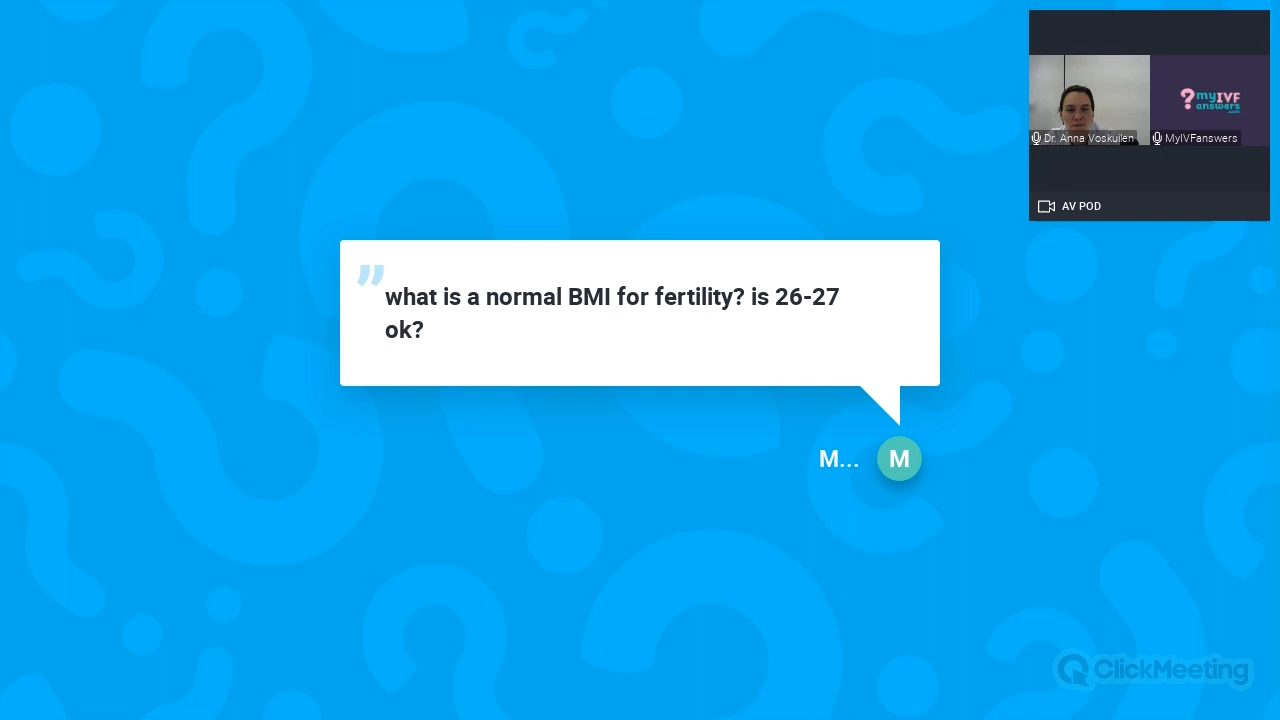 ?myIVF
answers
Dr. Anna Voskuilen
MyIVFanswers
AV POD
what is a normal BMI for fertility? is 26-27
ok?
M...
M
ClickMeeting